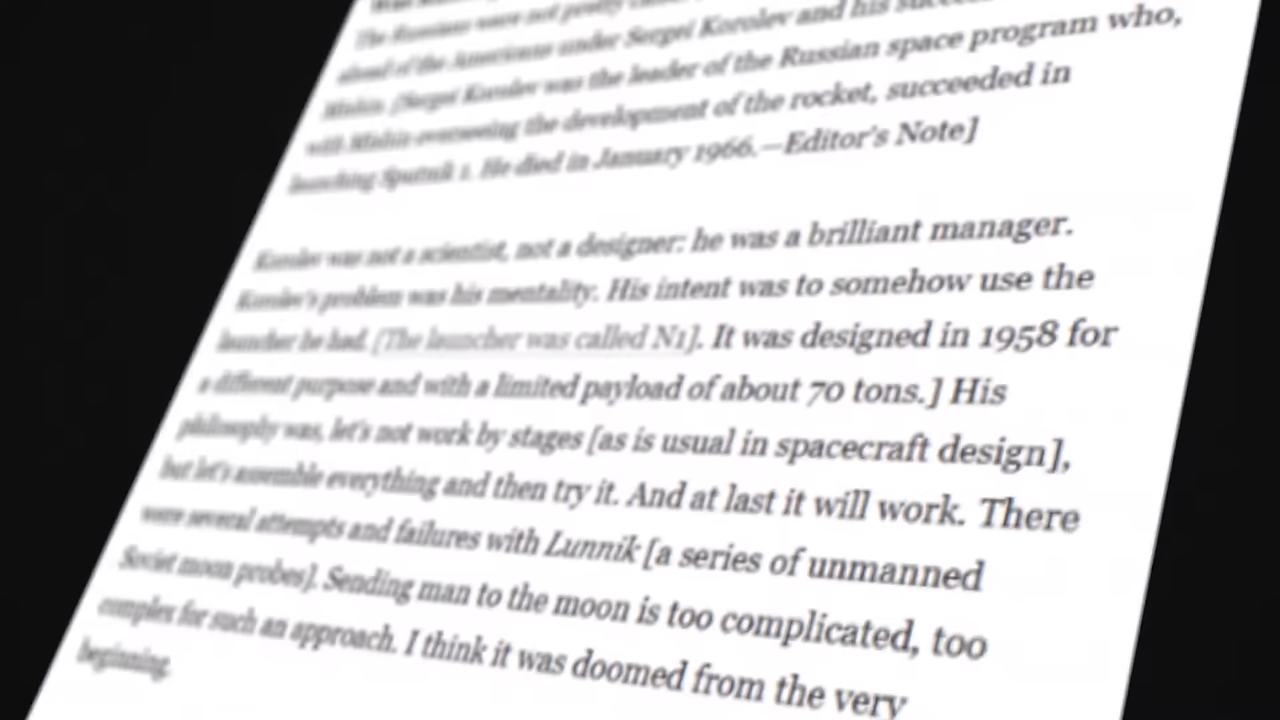 The Russians were not
ahead of the Americans under Sergei Korolev and his
Mishin. [Sergei Korolev was the leader of the Russian space program who,
with Mishin overseeing the development of the rocket, succeeded in
launching Sputnik 1. He died in January 1966.—Editor's Note]
Korolev was not a scientist, not a designer: he was a brilliant manager.
Korolev's problem was his mentality. His intent was to somehow use the
launcher he had. [The launcher was called N1]. It was designed in 1958 for
a different purpose and with a limited payload of about 70 tons.] His
philosophy was, let's not work by stages [as is usual in spacecraft design],
but let's assemble everything and then try it. And at last it will work. There
were several attempts and failures with Lunnik [a series of unmanned
Soviet moon probes]. Sending man to the moon is too complicated, too
complex for such an approach. I think it was doomed from the very
beginning.